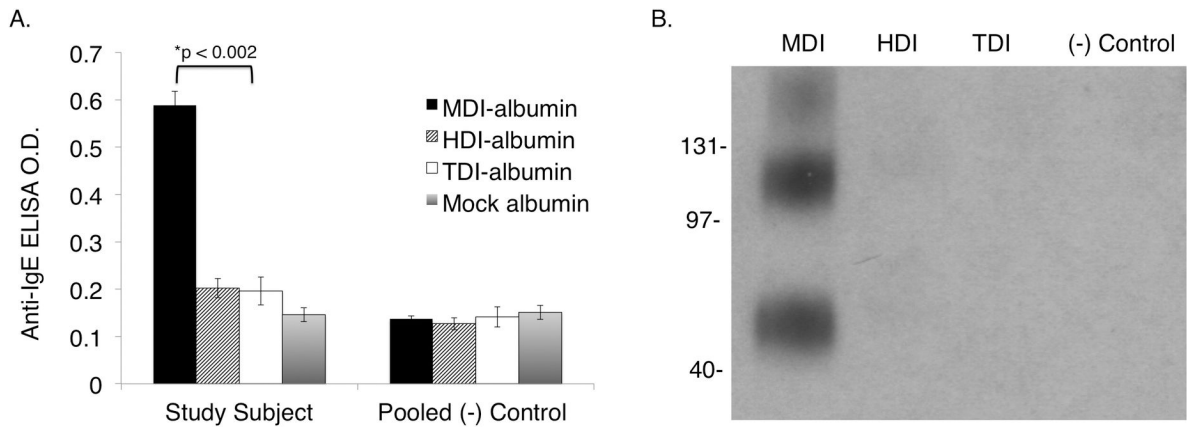 A.
Anti-IgE ELISA O.D.
0.7
0.6
0.5
0.4
0.3
0.2
0.1
0
*p < 0.002
MDI-albumin
HDI-albumin
TDI-albumin
Mock albumin
Study Subject
Pooled (-) Control
B.
MDI HDI TDI (-) Control
131-
97-
40-